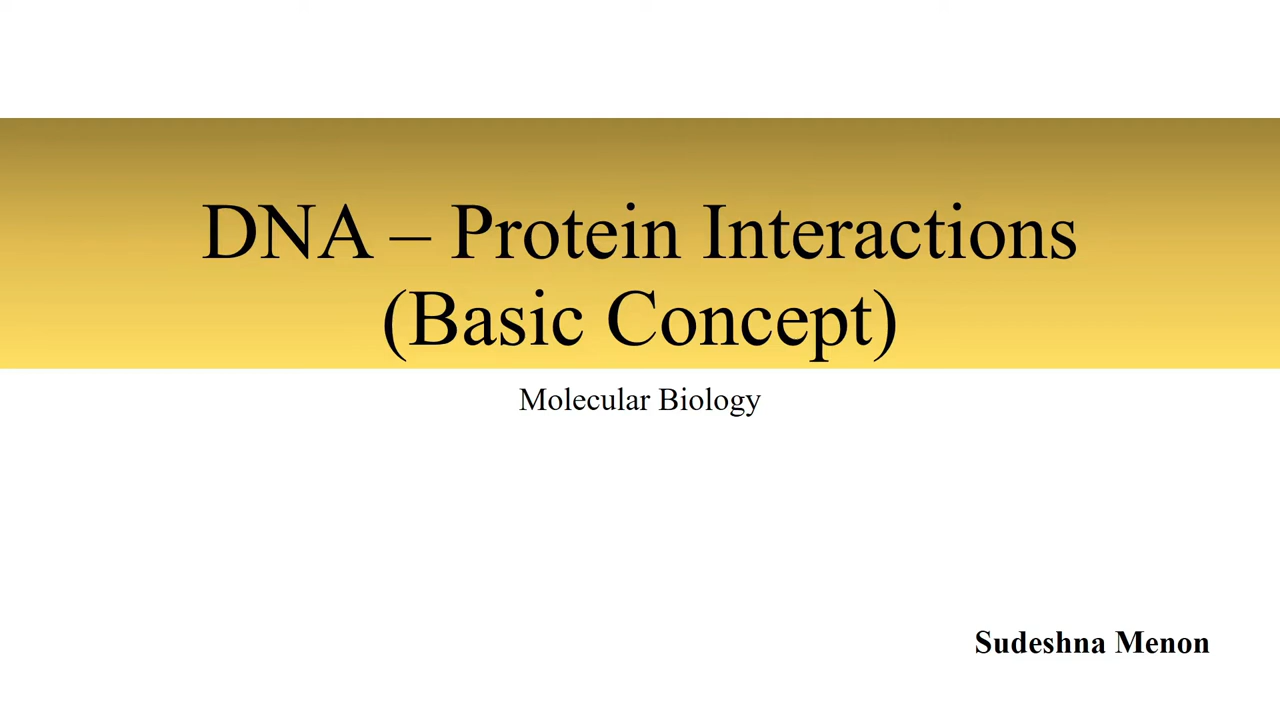 DNA – Protein Interactions
(Basic Concept)
Molecular Biology
Sudeshna Menon